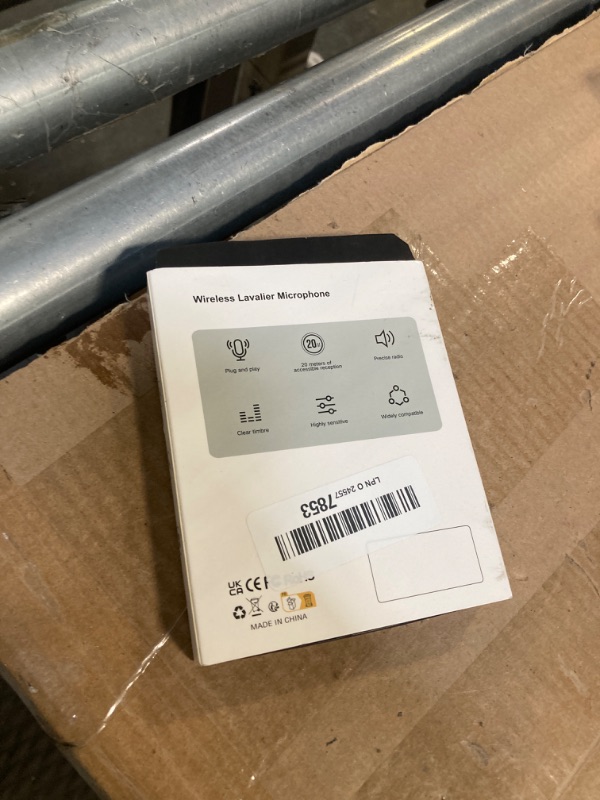 Wireless Lavalier Microphone
20
Plug and play
20 meters of
accessible reception
Precise radio
Clear timbre
Highly sensitive
Widely compatible
LPN O 24557
7853
UK
CA CE
MADE IN CHINA